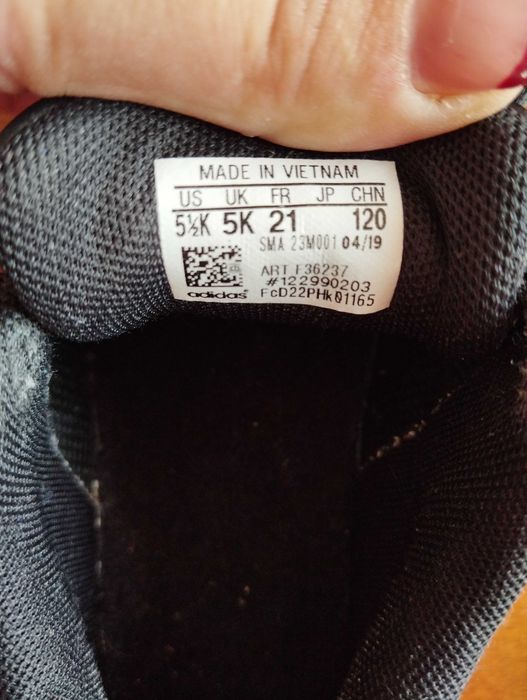 MADE IN VIETNAM
US UK FR JP CHN
5½K 5K 21 120
SMA 23M001 04/19
ART F36237
#122990203
adidas FcD22PHk01165